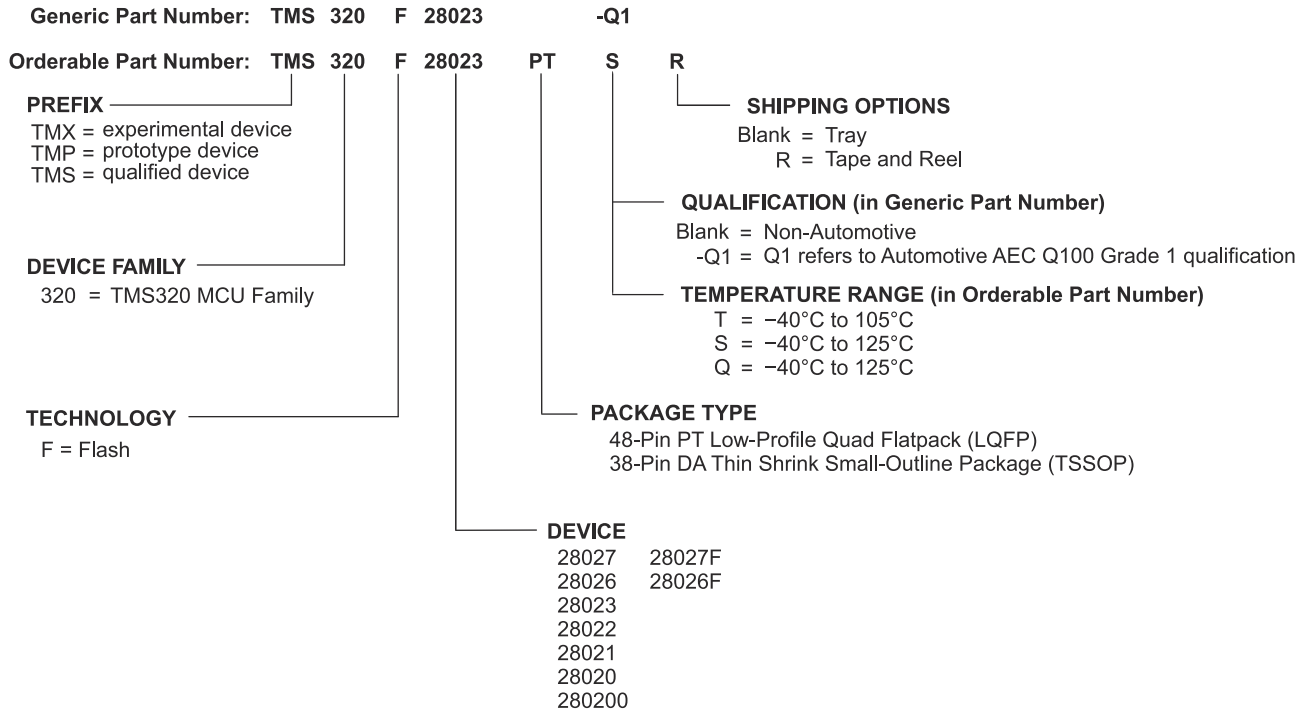 Generic Part Number: TMS 320 F 28023 -Q1
Orderable Part Number: TMS 320 F 28023 PT S R
PREFIX
TMX = experimental device
TMP = prototype device
TMS = qualified device
SHIPPING OPTIONS
Blank = Tray
R = Tape and Reel
QUALIFICATION (in Generic Part Number)
Blank = Non-Automotive
-Q1 = Q1 refers to Automotive AEC Q100 Grade 1 qualification
DEVICE FAMILY
320 = TMS320 MCU Family
TEMPERATURE RANGE (in Orderable Part Number)
T = −40°C to 105°C
S = −40°C to 125°C
Q = −40°C to 125°C
TECHNOLOGY
F = Flash
PACKAGE TYPE
48-Pin PT Low-Profile Quad Flatpack (LQFP)
38-Pin DA Thin Shrink Small-Outline Package (TSSOP)
DEVICE
28027 28027F
28026 28026F
28023
28022
28021
28020
280200